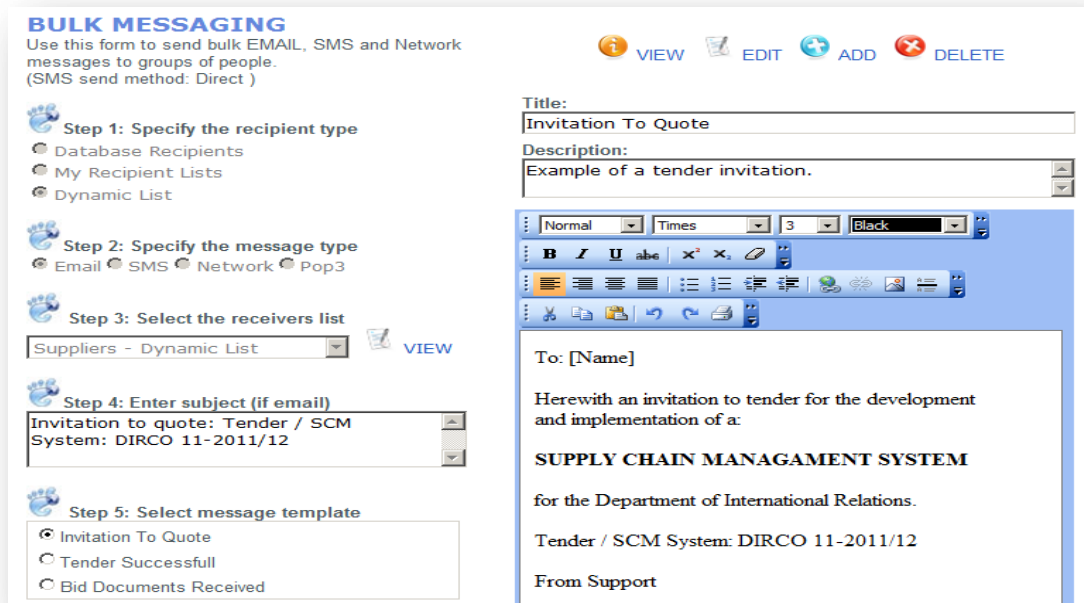 BULK MESSAGING
Use this form to send bulk EMAIL, SMS and Network
messages to groups of people.
(SMS send method: Direct )
Step 1: Specify the recipient type
Database Recipients
My Recipient Lists
Dynamic List
Step 2: Specify the message type
Email SMS Network Pop3
Step 3: Select the receivers list
Suppliers - Dynamic List VIEW
Step 4: Enter subject (if email)
Invitation to quote: Tender / SCM
System: DIRCO 11-2011/12
Step 5: Select message template
Invitation To Quote
Tender Successfull
Bid Documents Received
VIEW EDIT ADD DELETE
Title:
Invitation To Quote
Description:
Example of a tender invitation.
Normal Times 3 Black
B I U abc x² x₂
To: [Name]
Herewith an invitation to tender for the development
and implementation of a:
SUPPLY CHAIN MANAGAMENT SYSTEM
for the Department of International Relations.
Tender / SCM System: DIRCO 11-2011/12
From Support